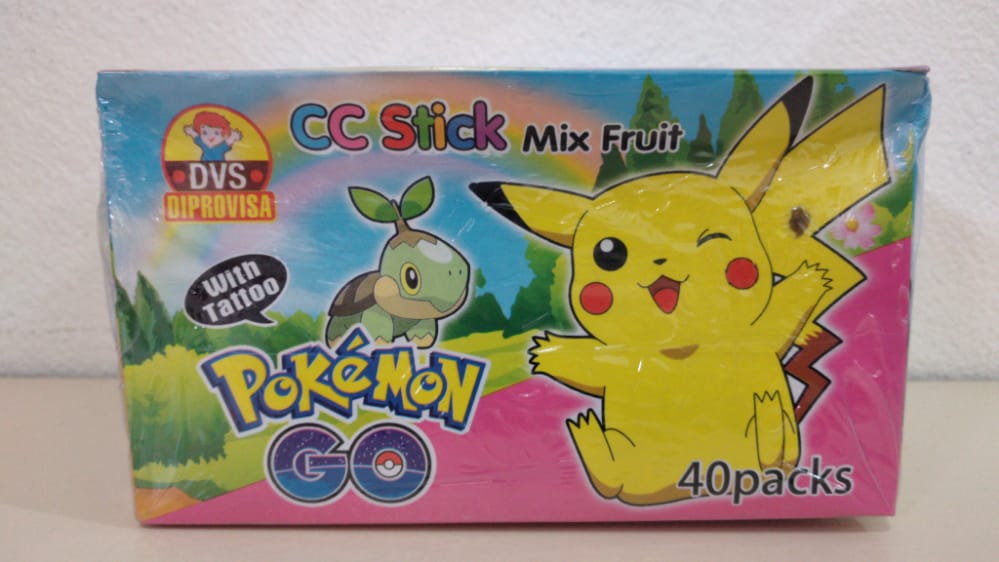 CC Stick Mix Fruit
DVS
DIPROVISA
With
Tattoo
POKéMON
GO
40packs